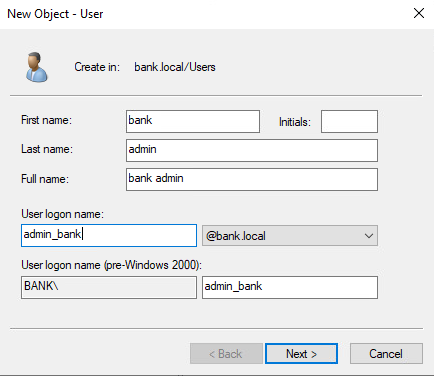 New Object - User
Create in: bank.local/Users
First name: bank Initials:
Last name: admin
Full name: bank admin
User logon name:
admin_bank @bank.local
User logon name (pre-Windows 2000):
BANK\ admin_bank
< Back Next > Cancel